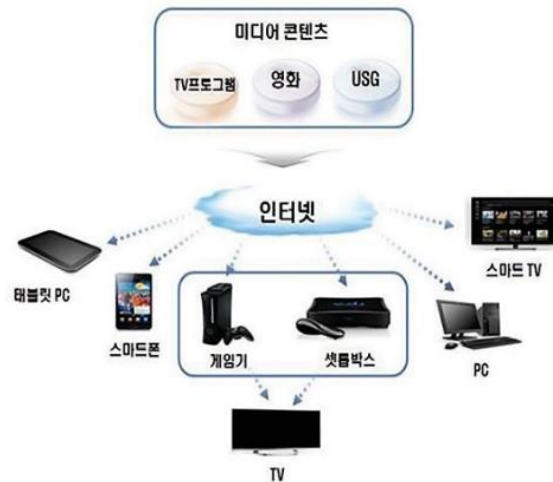 미디어 콘텐츠
TV프로그램
영화
USG
인터넷
태블릿 PC
스마트폰
게임기
셋톱박스
PC
스마트 TV
TV